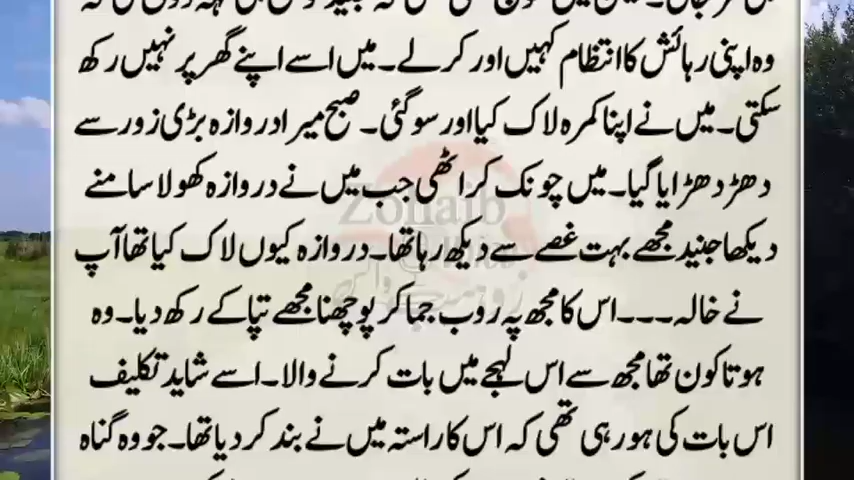 وہ اپنی رہائش کا انتظام کہیں اور کر لے۔ میں اسے اپنے گھر پر نہیں رکھ
سکتی۔ میں نے اپنا کمرہ لاک کیا اور سو گئی۔ صبح میرا دروازہ بڑی زور سے
دھڑ دھڑایا گیا۔ میں چونک کر اٹھی جب میں نے دروازہ کھولا سامنے
دیکھا جنید مجھے بہت غصے سے دیکھ رہا تھا۔ دروازہ کیوں لاک کیا تھا آپ
نے خالہ۔۔۔ اس کا مجھ پہ روب جما کر پوچھنا مجھے تپا کے رکھ دیا۔ وہ
ہوتا کون تھا مجھ سے اس لہجے میں بات کرنے والا۔ اسے شاید تکلیف
اس بات کی ہو رہی تھی کہ اس کا راستہ میں نے بند کر دیا تھا۔ جو وہ گناہ
Zohaib